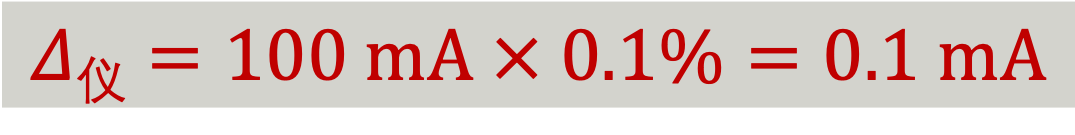 Δ仪 = 100 mA × 0.1% = 0.1 mA